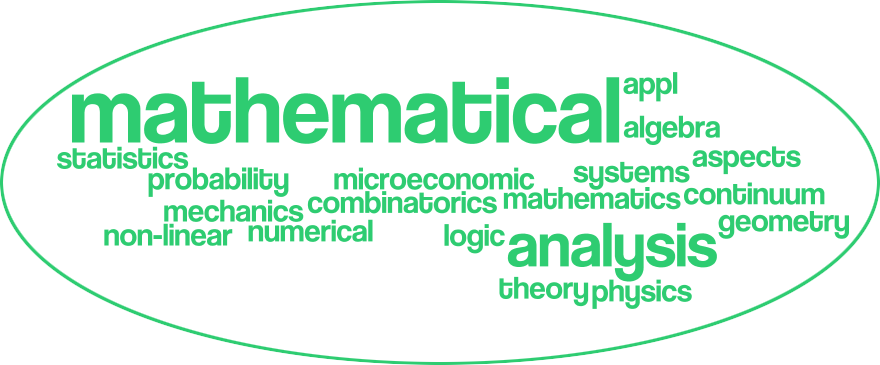 mathematical
appl
algebra
statistics
aspects
probability
microeconomic
systems
mechanics
combinatorics
mathematics
continuum
non-linear
numerical
logic
analysis
geometry
theory
physics